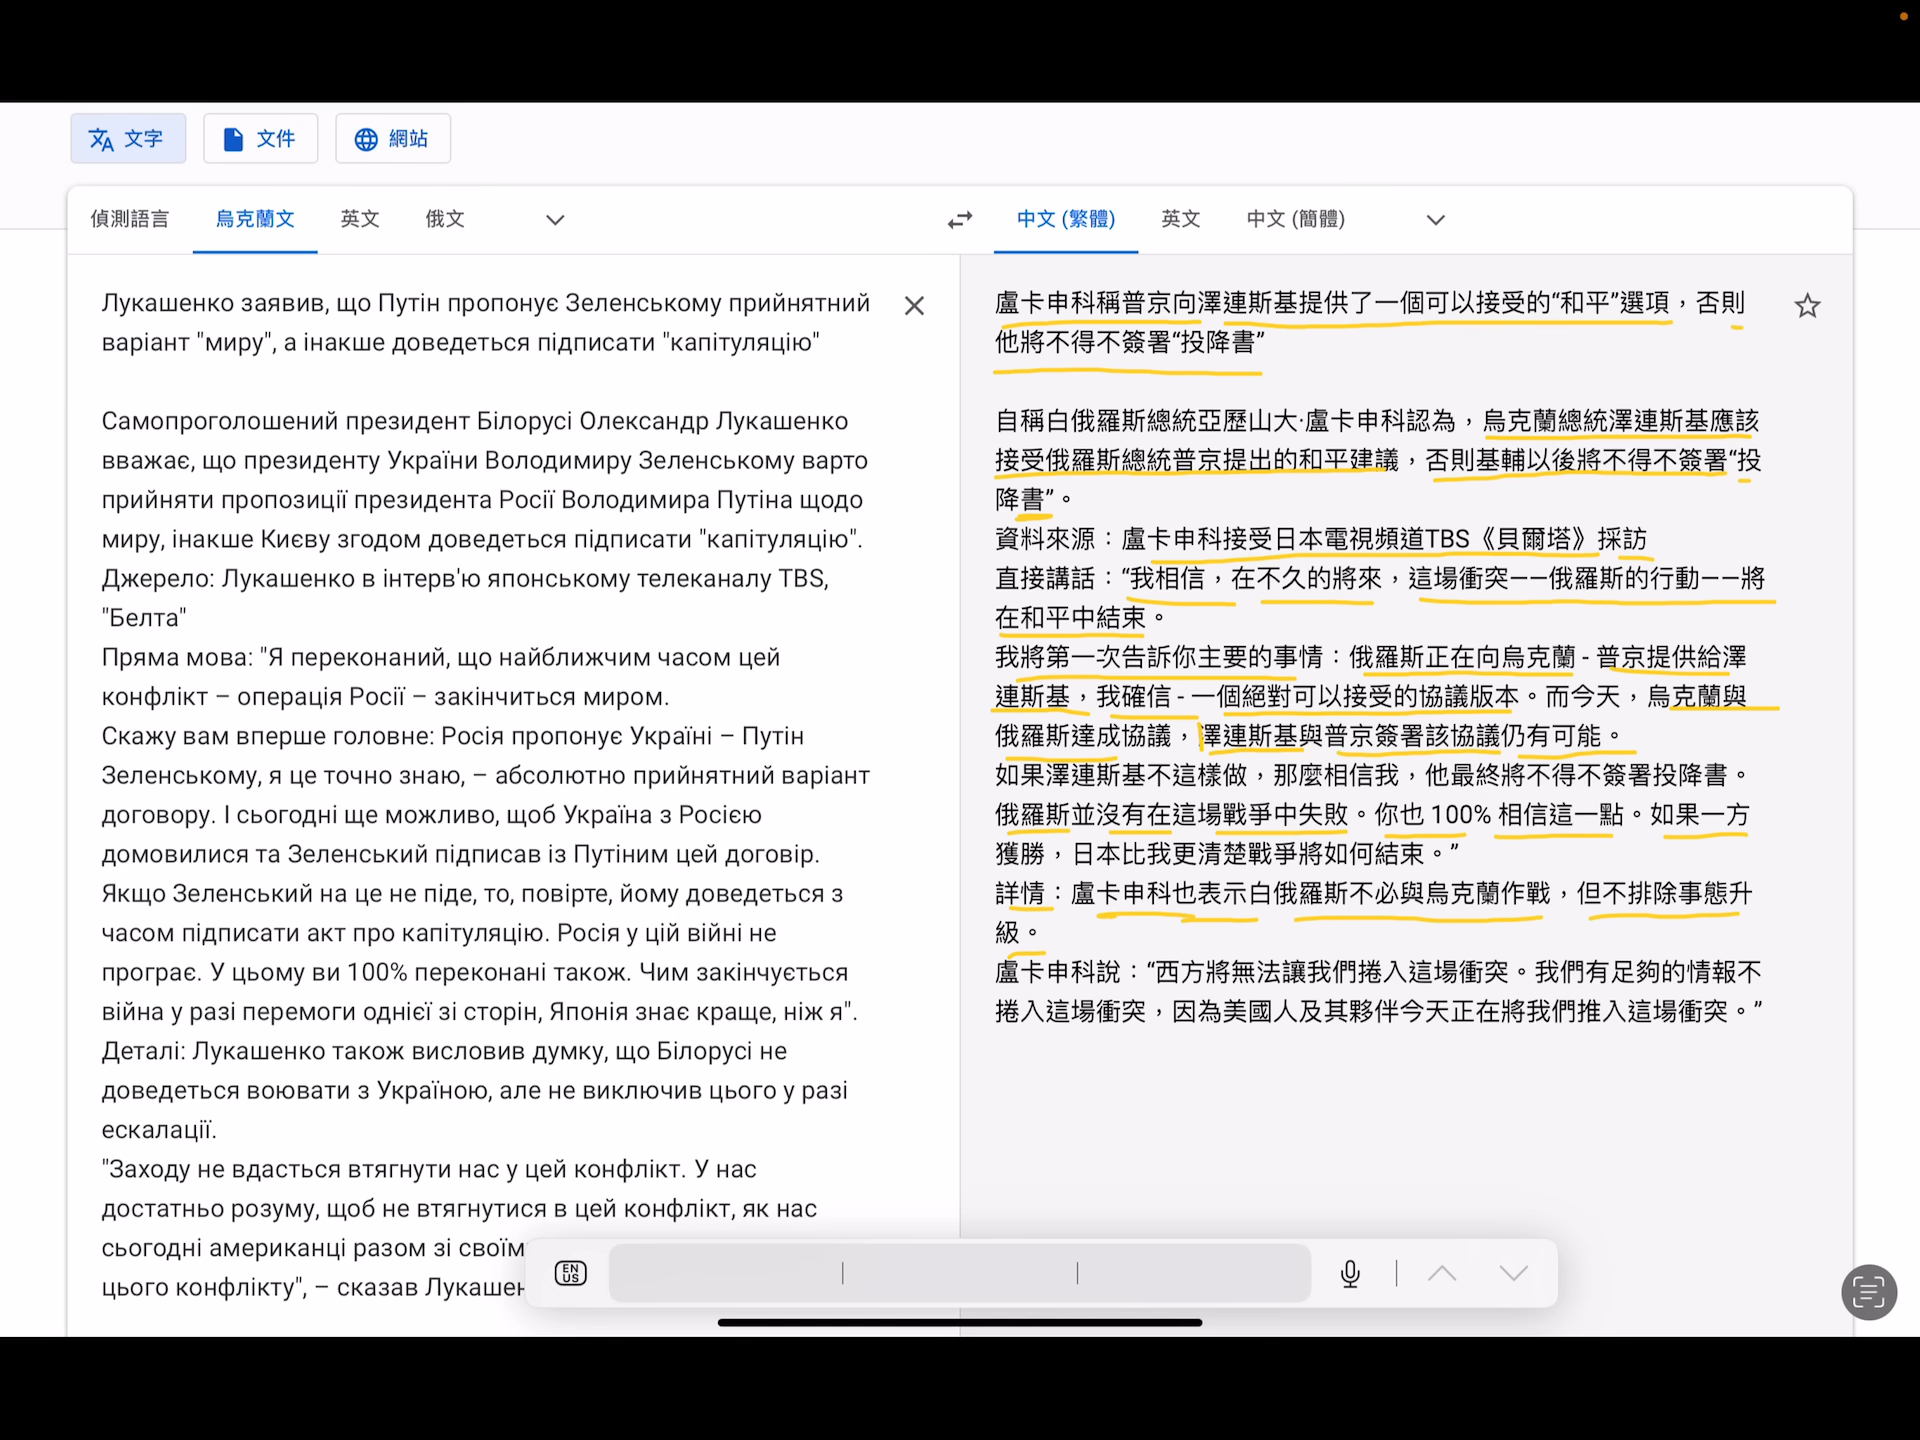 文字
文件
網站
偵測語言
烏克蘭文
英文
俄文
中文 (繁體)
英文
中文 (簡體)
Лукашенко заявив, що Путін пропонує Зеленському прийнятний
варіант "миру", а інакше доведеться підписати "капітуляцію"
Самопроголошений президент Білорусі Олександр Лукашенко
вважає, що президенту України Володимиру Зеленському варто
прийняти пропозиції президента Росії Володимира Путіна щодо
миру, інакше Києву згодом доведеться підписати "капітуляцію".
Джерело: Лукашенко в інтерв'ю японському телеканалу TBS,
"Белта"
Пряма мова: "Я переконаний, що найближчим часом цей
конфлікт – операція Росії – закінчиться миром.
Скажу вам вперше головне: Росія пропонує Україні – Путін
Зеленському, я це точно знаю, – абсолютно прийнятний варіант
договору. І сьогодні ще можливо, щоб Україна з Росією
домовилися та Зеленський підписав із Путіним цей договір.
Якщо Зеленський на це не піде, то, повірте, йому доведеться з
часом підписати акт про капітуляцію. Росія у цій війні не
програє. У цьому ви 100% переконані також. Чим закінчується
війна у разі перемоги однієї зі сторін, Японія знає краще, ніж я".
Деталі: Лукашенко також висловив думку, що Білорусі не
доведеться воювати з Україною, але не виключив цього у разі
ескалації.
"Заходу не вдасться втягнути нас у цей конфлікт. У нас
достатньо розуму, щоб не втягнутися в цей конфлікт, як нас
сьогодні американці разом зі своїм
цього конфлікту", – сказав Лукашен
盧卡申科稱普京向澤連斯基提供了一個可以接受的“和平”選項，否則
他將不得不簽署“投降書”
自稱白俄羅斯總統亞歷山大·盧卡申科認為，烏克蘭總統澤連斯基應該
接受俄羅斯總統普京提出的和平建議，否則基輔以後將不得不簽署“投
降書”。
資料來源：盧卡申科接受日本電視頻道TBS《貝爾塔》採訪
直接講話：“我相信，在不久的將來，這場衝突——俄羅斯的行動——將
在和平中結束。
我將第一次告訴你主要的事情：俄羅斯正在向烏克蘭 - 普京提供給澤
連斯基，我確信 - 一個絕對可以接受的協議版本。而今天，烏克蘭與
俄羅斯達成協議，澤連斯基與普京簽署該協議仍有可能。
如果澤連斯基不這樣做，那麼相信我，他最終將不得不簽署投降書。
俄羅斯並沒有在這場戰爭中失敗。你也 100% 相信這一點。如果一方
獲勝，日本比我更清楚戰爭將如何結束。”
詳情：盧卡申科也表示白俄羅斯不必與烏克蘭作戰，但不排除事態升
級。
盧卡申科說：“西方將無法讓我們捲入這場衝突。我們有足夠的情報不
捲入這場衝突，因為美國人及其夥伴今天正在將我們推入這場衝突。”
EN
US